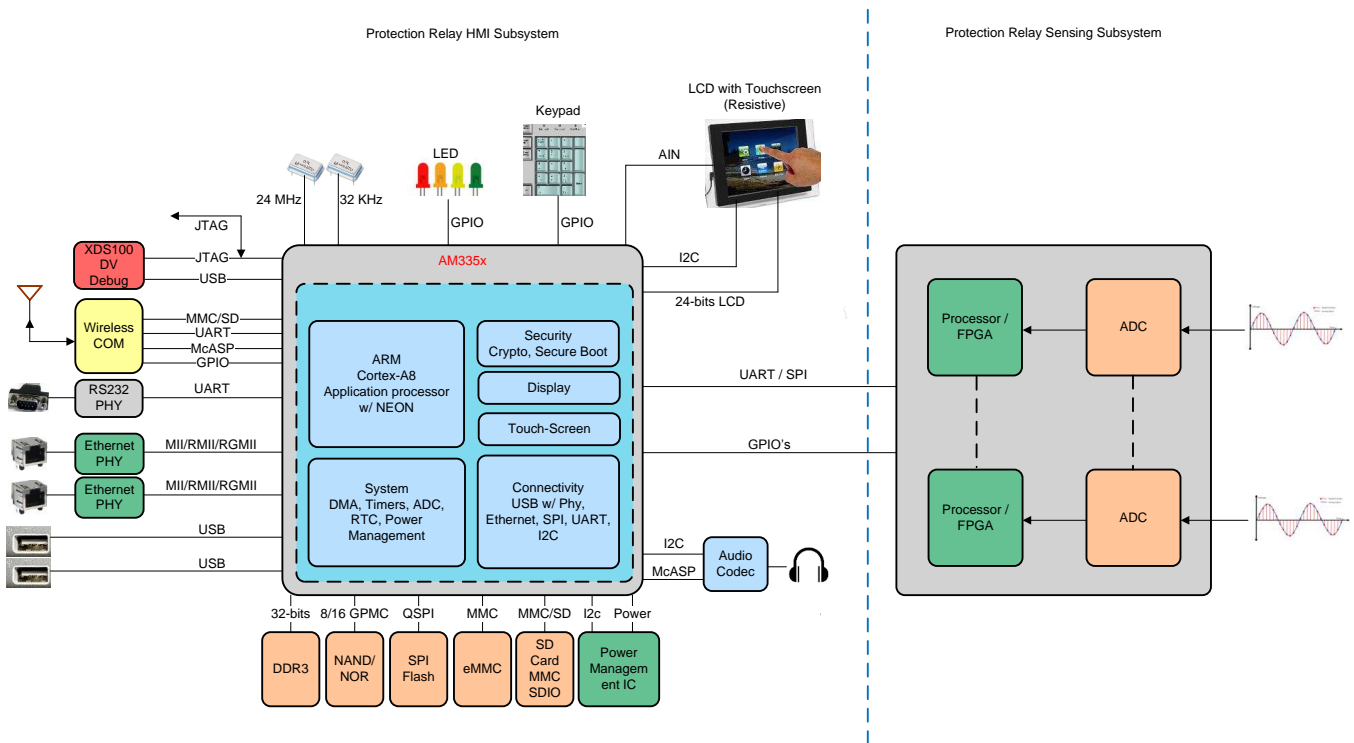 Protection Relay HMI Subsystem
Protection Relay Sensing Subsystem
LCD with Touchscreen
(Resistive)
Keypad
LED
AIN
24 MHz
32 KHz
GPIO
GPIO
JTAG
XDS100
DV
Debug
JTAG
USB
AM335x
I2C
24-bits LCD
Wireless
COM
MMC/SD
UART
McASP
GPIO
RS232
PHY
UART
Ethernet
PHY
MII/RMII/RGMII
Ethernet
PHY
MII/RMII/RGMII
USB
USB
ARM
Cortex-A8
Application processor
w/ NEON
Security
Crypto, Secure Boot
Display
Touch-Screen
System
DMA, Timers, ADC,
RTC, Power
Management
Connectivity
USB w/ Phy,
Ethernet, SPI, UART,
I2C
UART / SPI
GPIO's
I2C
McASP
Audio
Codec
Processor /
FPGA
ADC
Processor /
FPGA
ADC
32-bits
8/16 GPMC
QSPI
MMC
MMC/SD
I2c
Power
DDR3
NAND/
NOR
SPI
Flash
eMMC
SD
Card
MMC
SDIO
Power
Managem
ent IC